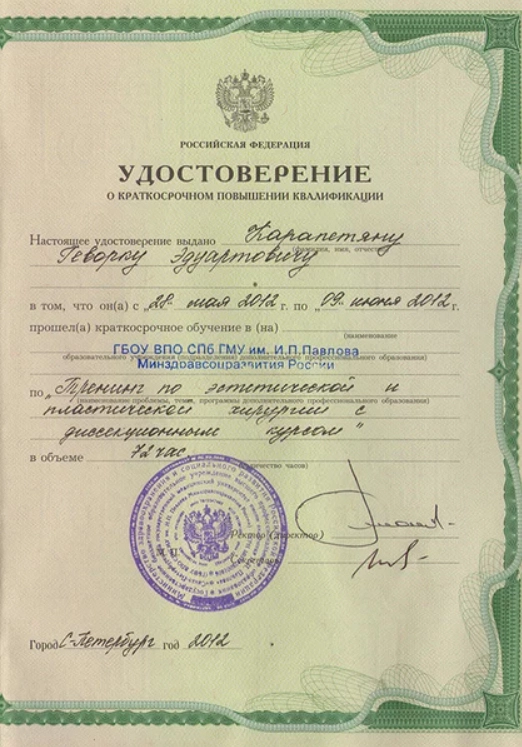 РОССИЙСКАЯ ФЕДЕРАЦИЯ
УДОСТОВЕРЕНИЕ
О КРАТКОСРОЧНОМ ПОВЫШЕНИИ КВАЛИФИКАЦИИ
Настоящее удостоверение выдано Карапетяну
(фамилия, имя, отчество)
Геворку Эдуартовичу
в том, что он(а) с „28" мая 2012 г. по „09" июня 2012 г.
прошел(а) краткосрочное обучение в (на)
(наименование
ГБОУ ВПО СПб ГМУ им. И.П.Павлова
образовательного учреждения (подразделения) дополнительного профессионального образования)
Минздравсоцразвития России
по „Тренинг по эстетической и
(наименование проблемы, темы, программы дополнительного профессионального образования)
пластической хирургии с
диссекционным курсом"
в объеме 72 час
(количество часов)
Ректор (директор)
М. П.
Секретарь
Город С-Петербург год 2012